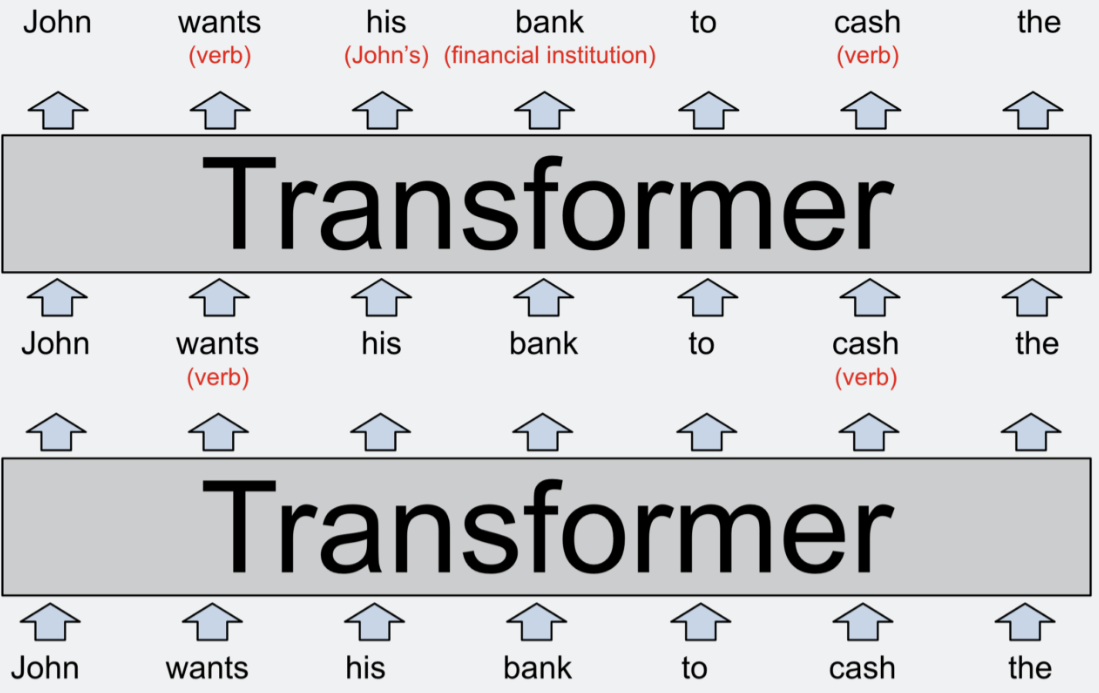 John wants his bank to cash the
(verb) (John's) (financial institution) (verb)
Transformer
John wants his bank to cash the
(verb) (verb)
Transformer
John wants his bank to cash the